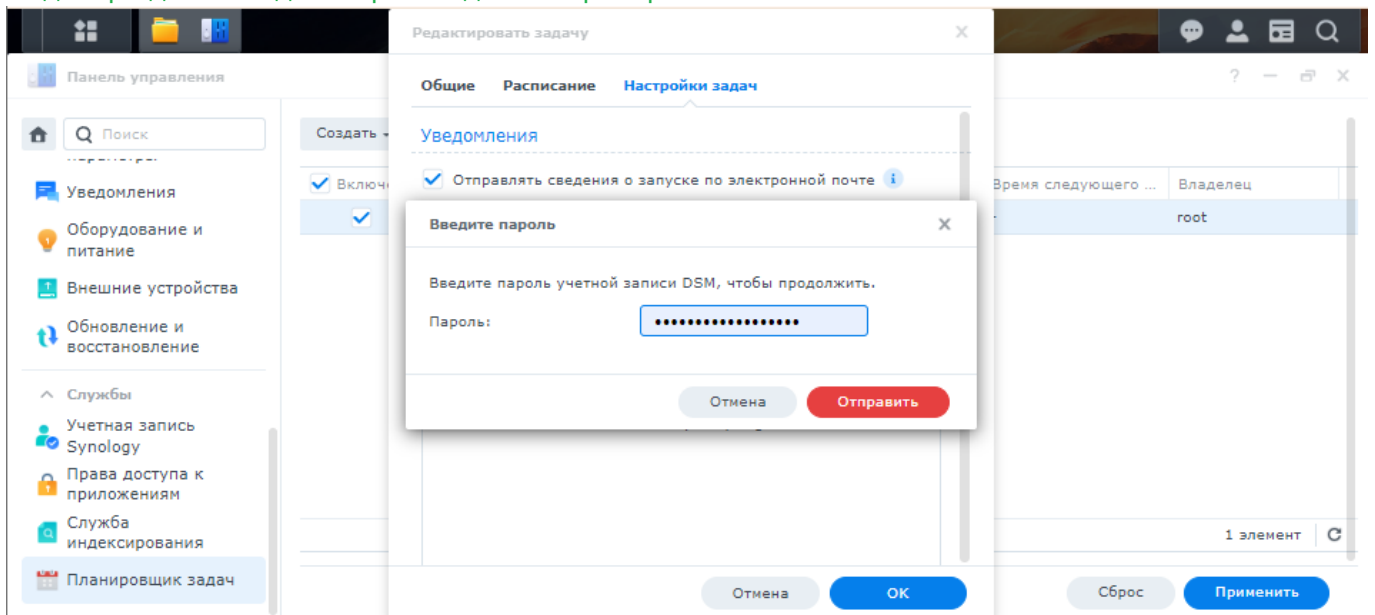 Редактировать задачу
Панель управления
Общие Расписание Настройки задач
Поиск
Создать
Уведомления
Уведомления
Включ
Отправлять сведения о запуске по электронной почте
Время следующего ...
Владелец
root
Оборудование и
питание
Введите пароль
Внешние устройства
Введите пароль учетной записи DSM, чтобы продолжить.
Обновление и
восстановление
Пароль:
••••••••••••••••••
Отмена
Отправить
Службы
Учетная запись
Synology
Права доступа к
приложениям
Служба
индексирования
1 элемент
Планировщик задач
Отмена
OK
Сброс
Применить